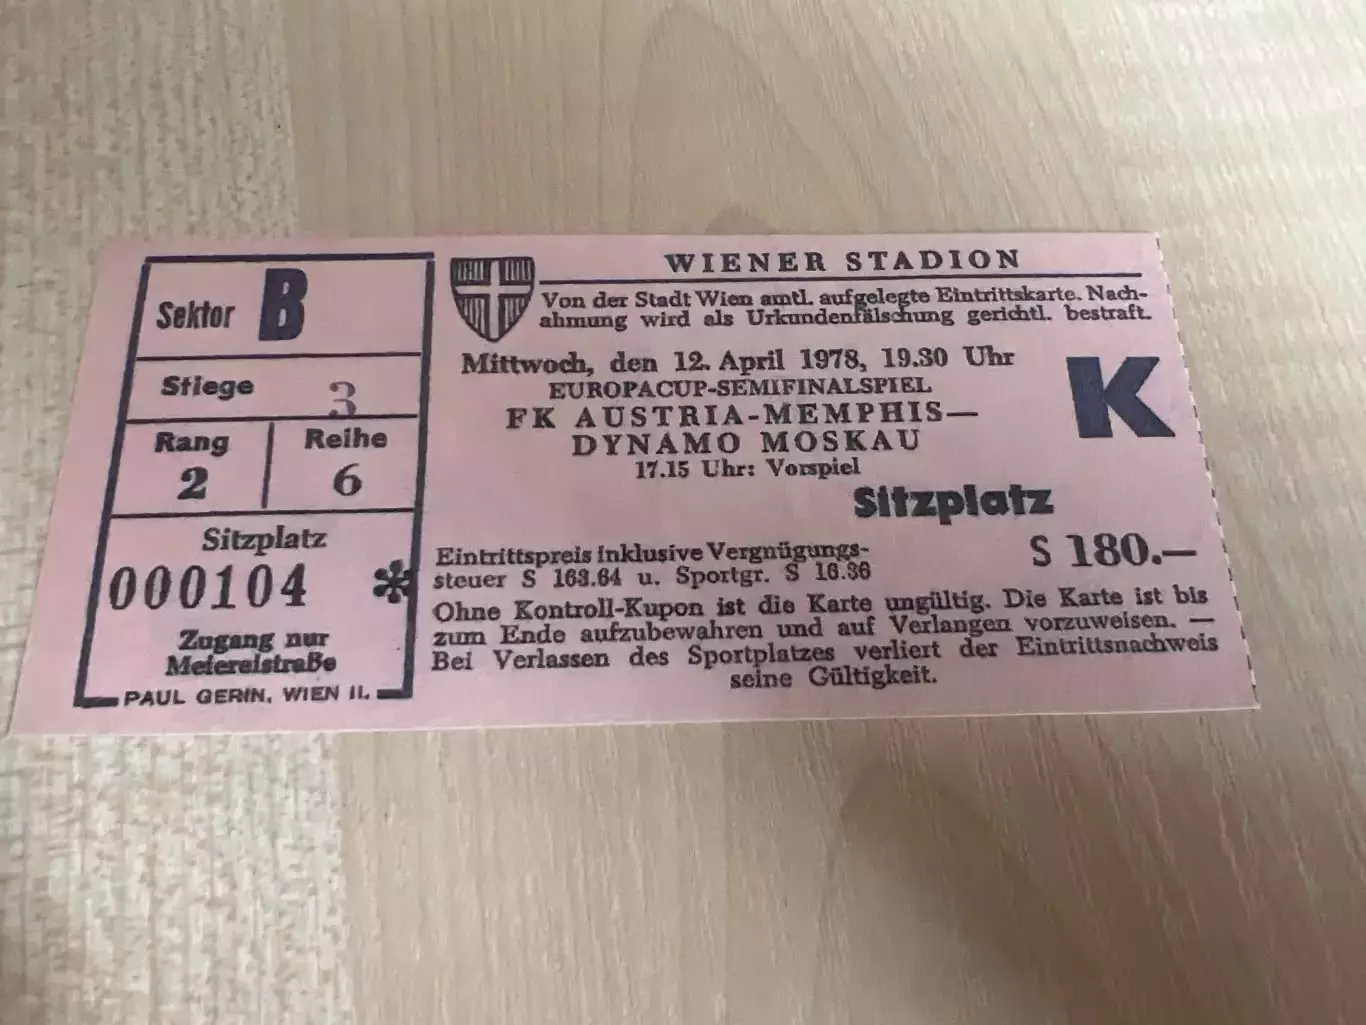 Sektor B
Stiege 3
Rang Reihe
2 6
Sitzplatz
000104 *
Zugang nur
Meiereistraße
PAUL GERIN, WIEN II.
WIENER STADION
Von der Stadt Wien amtl. aufgelegte Eintrittskarte. Nach-
ahmung wird als Urkundenfälschung gerichtl. bestraft.
Mittwoch, den 12. April 1978, 19.30 Uhr
EUROPACUP-SEMIFINALSPIEL
FK AUSTRIA-MEMPHIS—
DYNAMO MOSKAU
17.15 Uhr: Vorspiel
K
Sitzplatz
S 180.—
Eintrittspreis inklusive Vergnügungs-
steuer S 163.64 u. Sportgr. S 16.36
Ohne Kontroll-Kupon ist die Karte ungültig. Die Karte ist bis
zum Ende aufzubewahren und auf Verlangen vorzuweisen. —
Bei Verlassen des Sportplatzes verliert der Eintrittsnachweis
seine Gültigkeit.